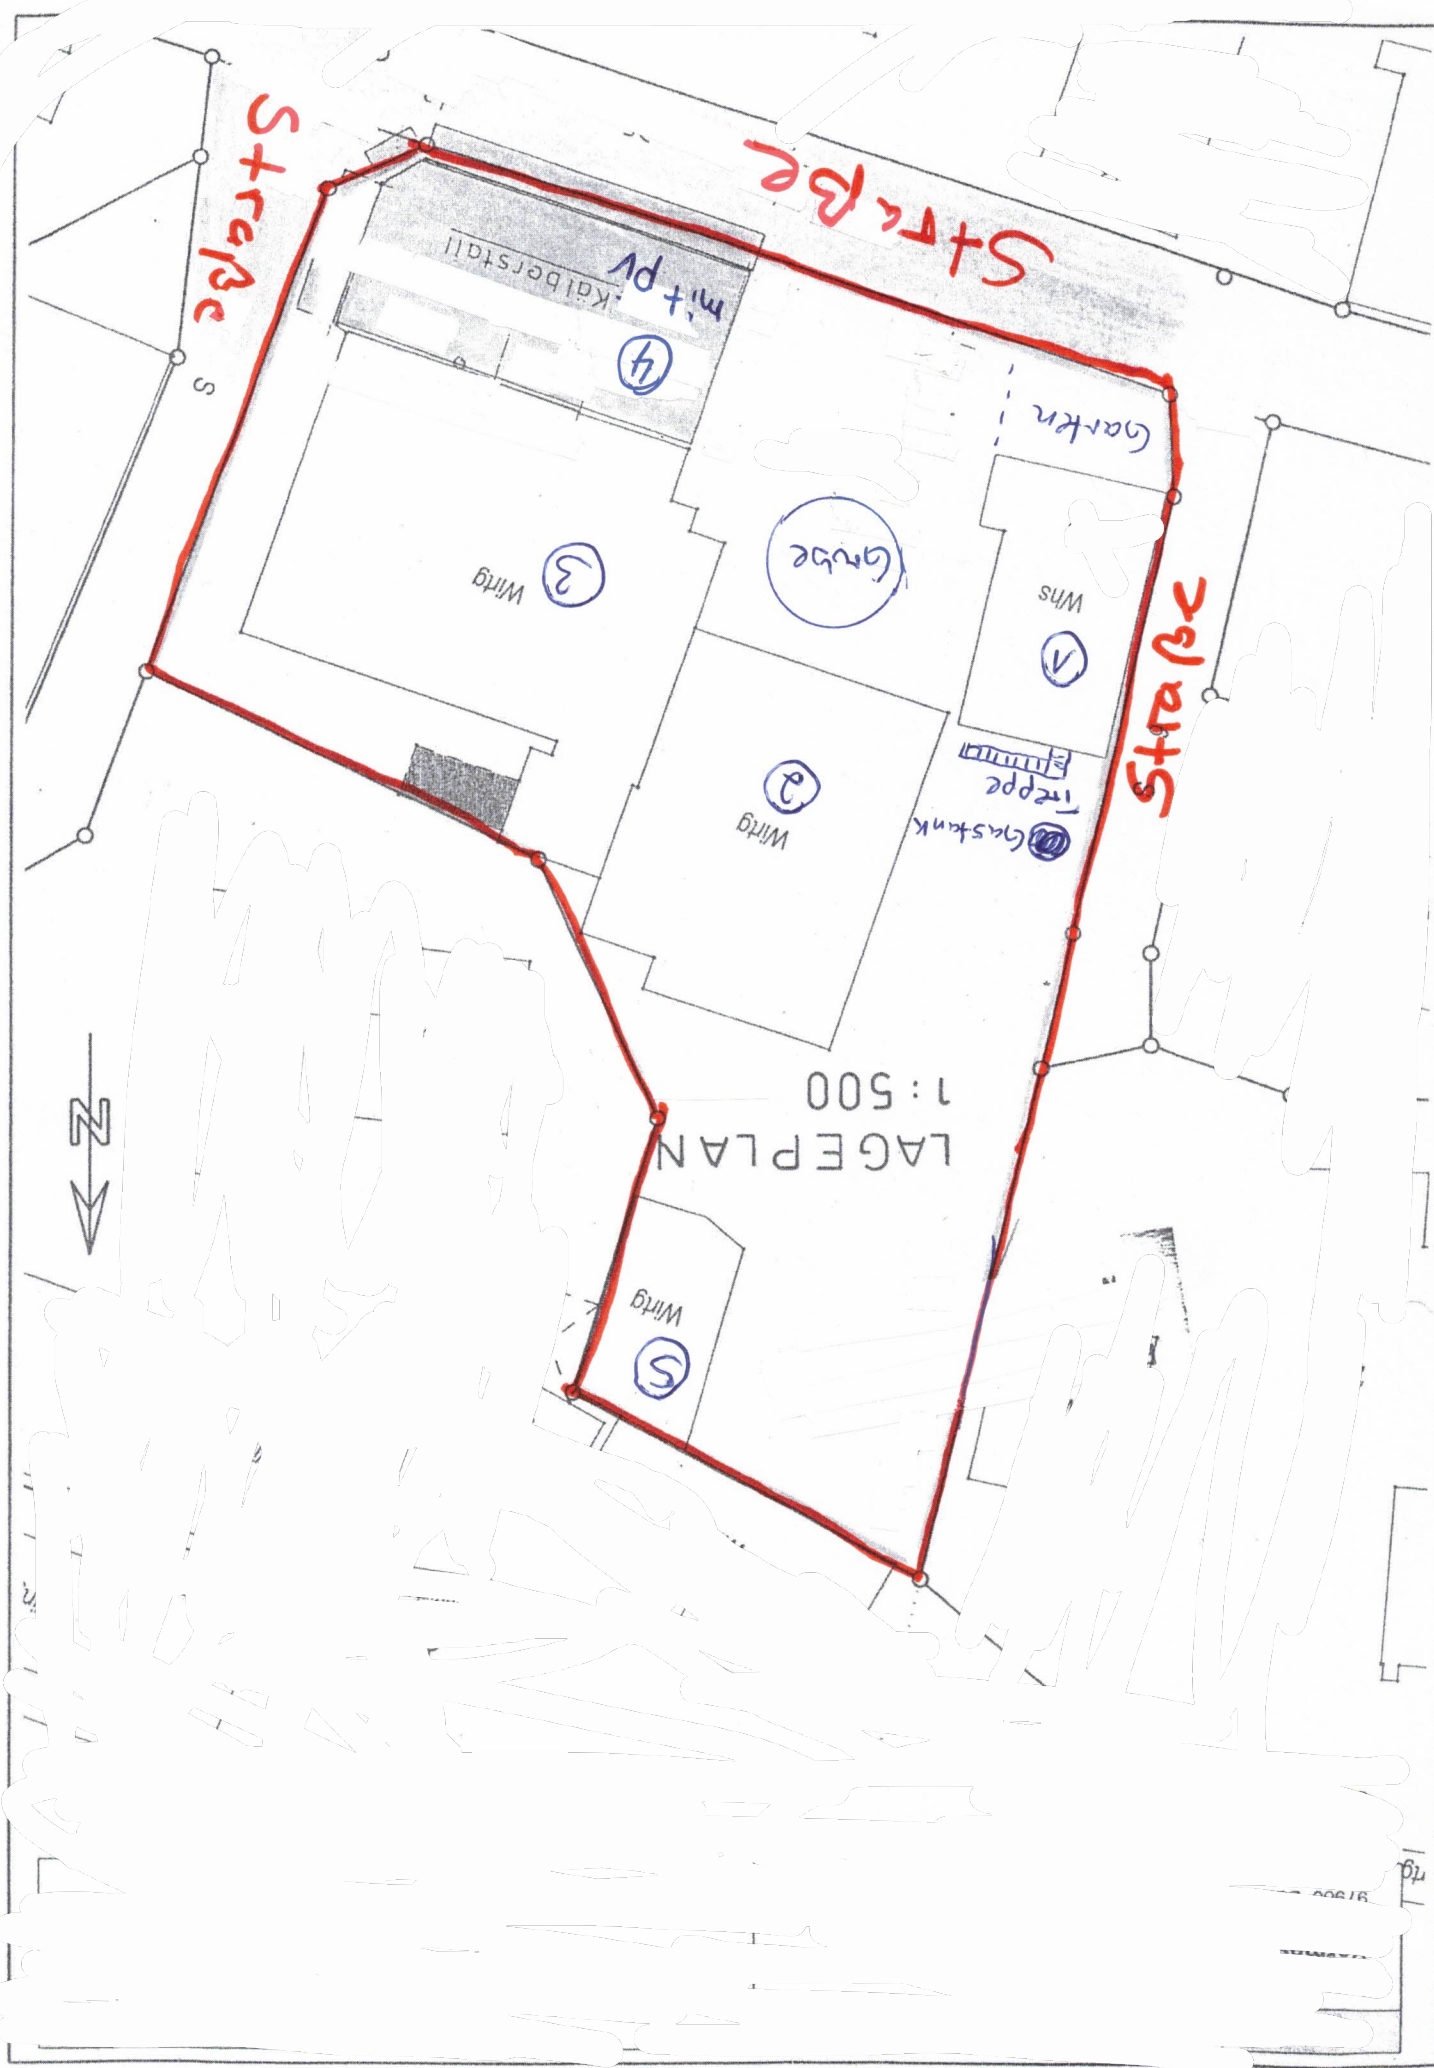 Straße
Straße
Kälberstall
mit pv
4
S
Garten
3
Wirtg
Grube
Whs
1
Straße
S
2
Wirtg
Treppe
Gastank
1:500
LAGEPLAN
N
Wirtg
5